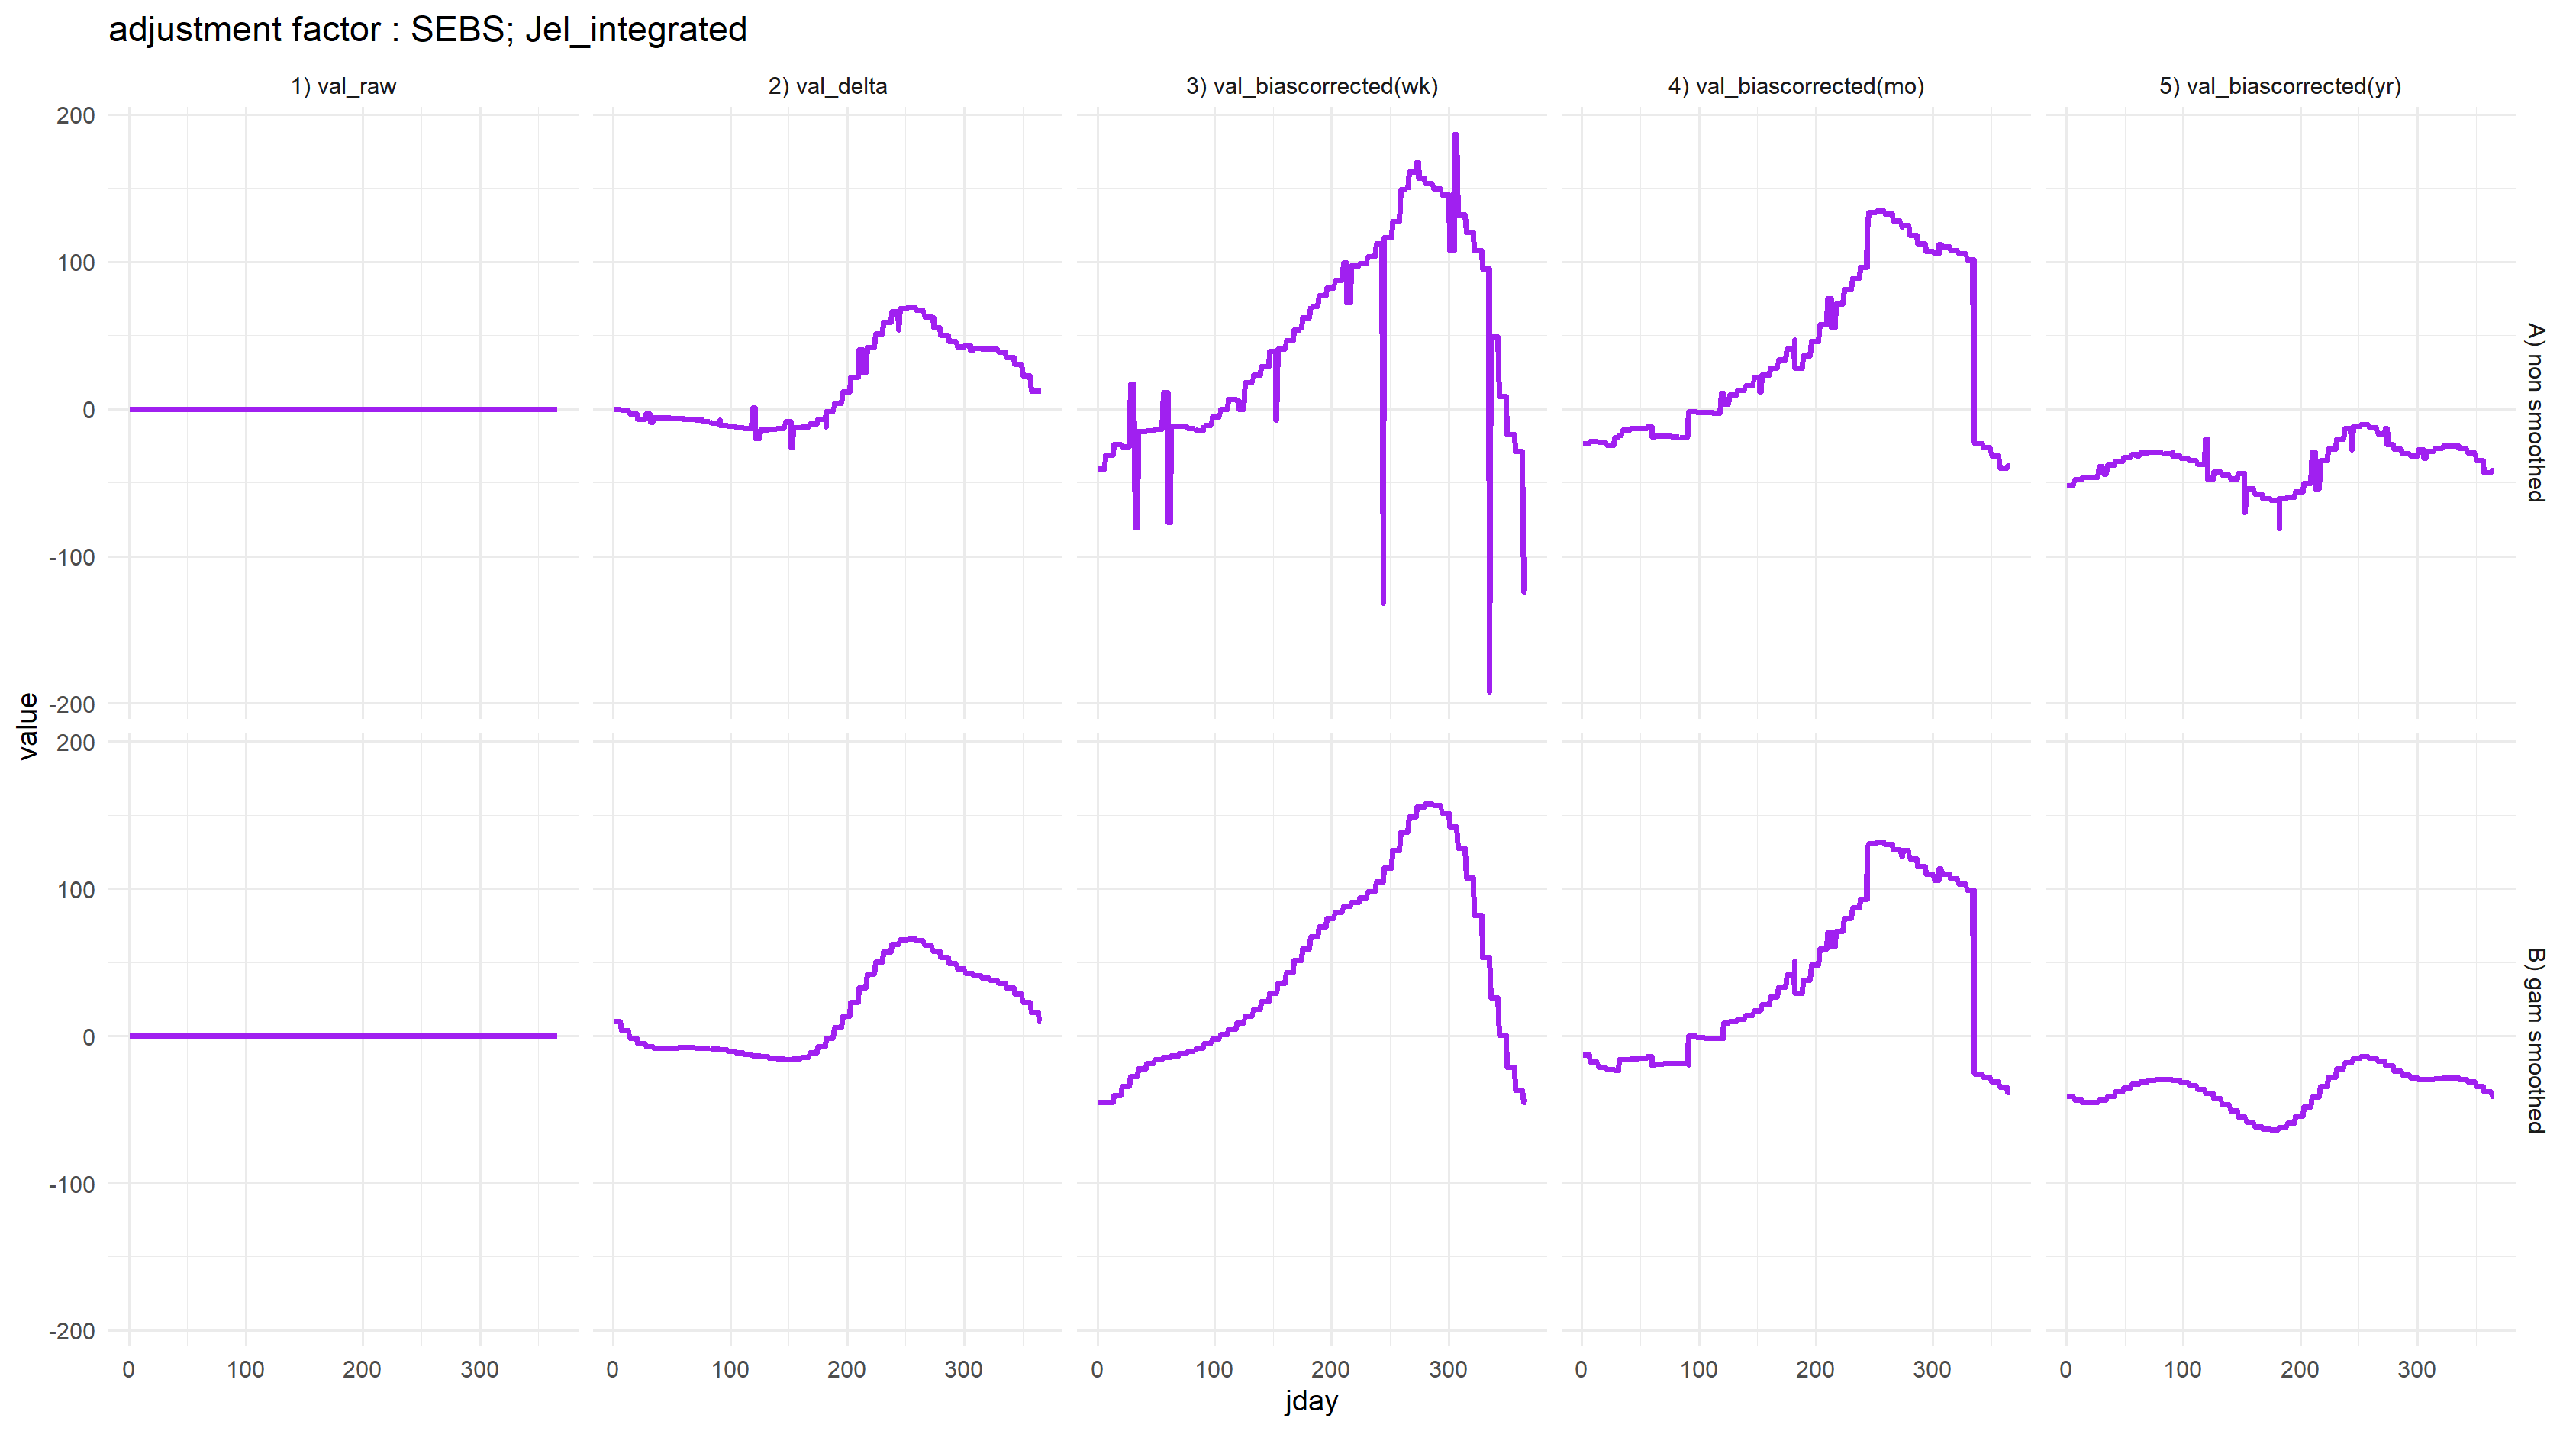 adjustment factor : SEBS; Jel_integrated
1) val_raw 2) val_delta 3) val_biascorrected(wk) 4) val_biascorrected(mo) 5) val_biascorrected(yr)
200
100
0
-100
-200
A) non smoothed
value
200
100
0
-100
-200
B) gam smoothed
0 100 200 300 0 100 200 300 0 100 200 300 0 100 200 300 0 100 200 300
jday